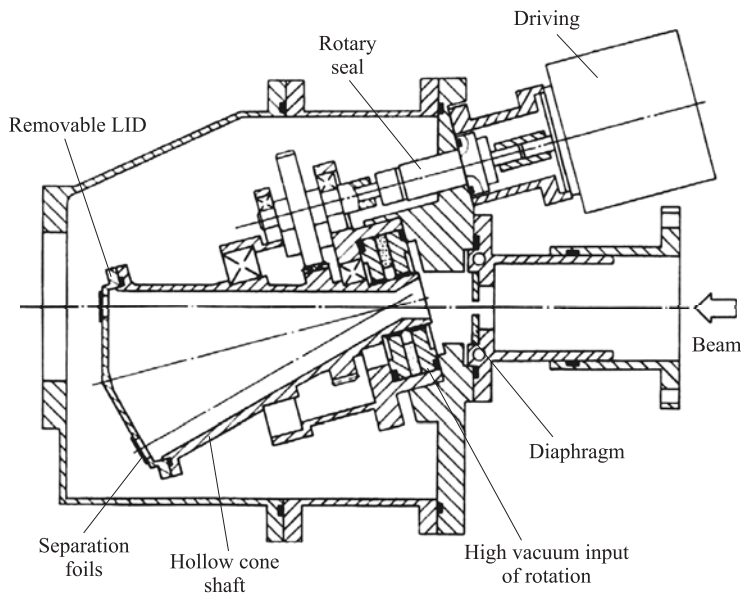 Driving
Rotary
seal
Removable LID
Beam
Diaphragm
Separation
foils
Hollow cone
shaft
High vacuum input
of rotation